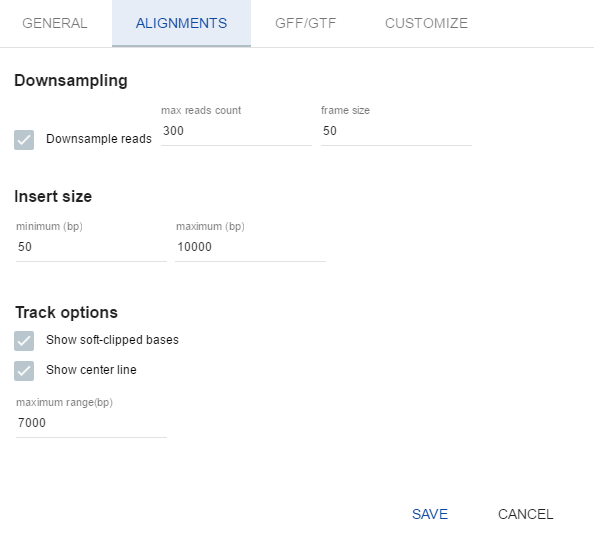 GENERAL ALIGNMENTS GFF/GTF CUSTOMIZE
Downsampling
max reads count frame size
Downsample reads 300 50
Insert size
minimum (bp) maximum (bp)
50 10000
Track options
Show soft-clipped bases
Show center line
maximum range(bp)
7000
SAVE CANCEL